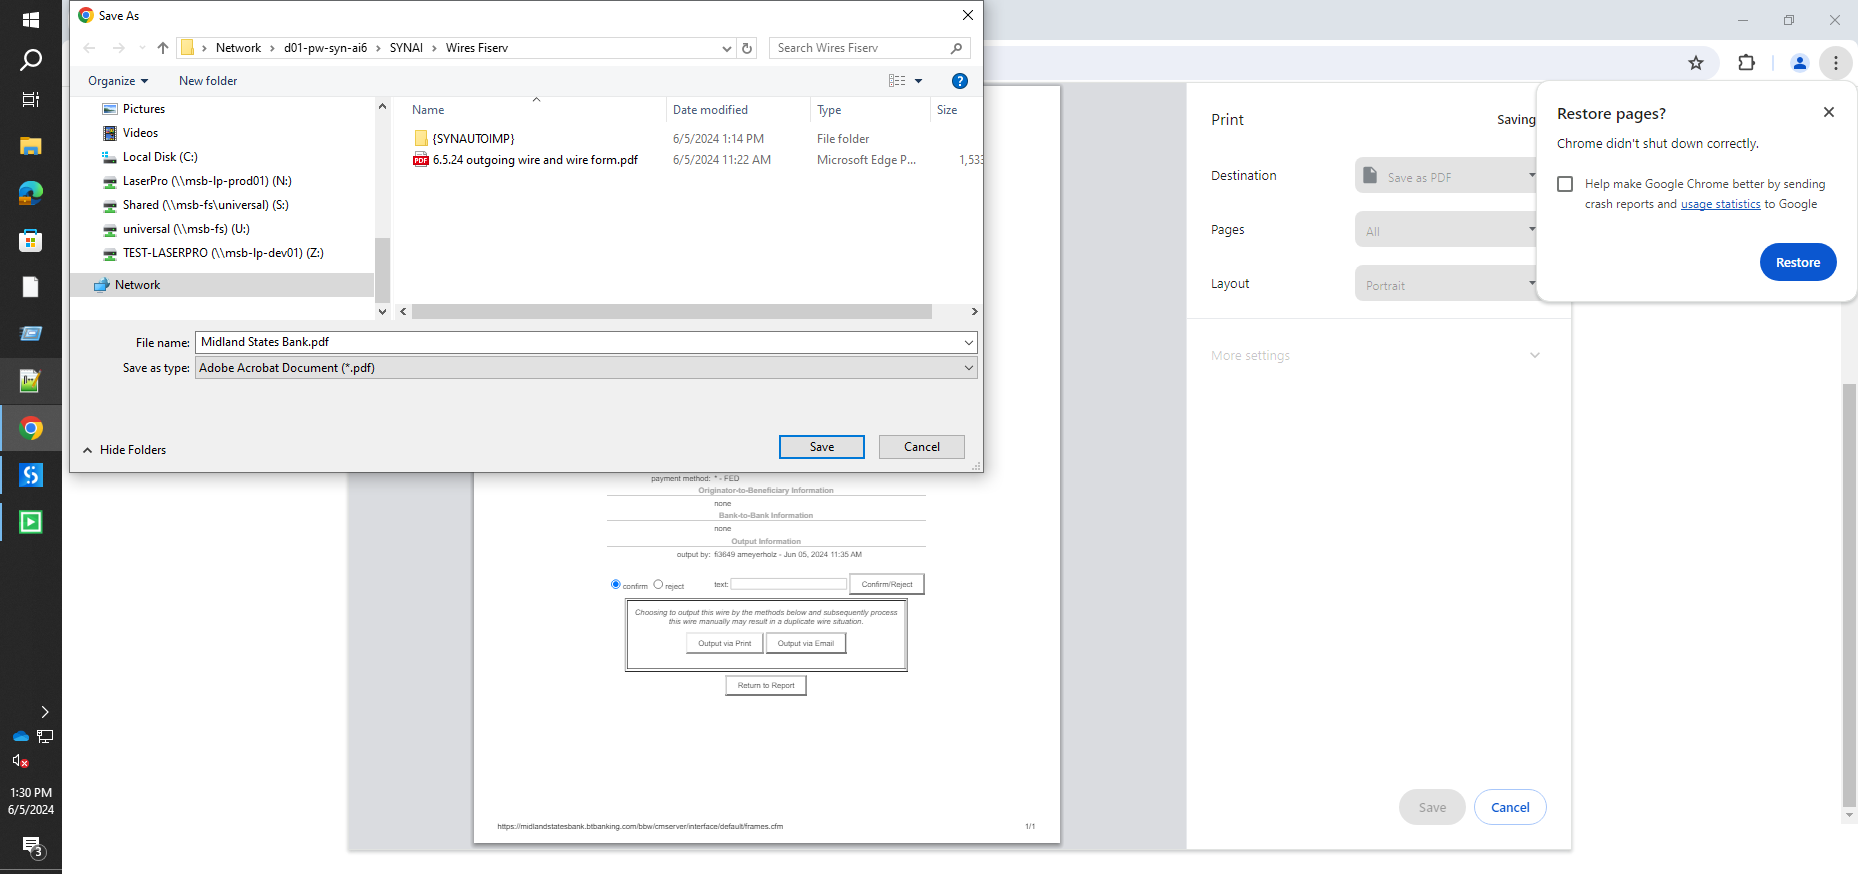 Save As
Network > d01-pw-syn-ai6 > SYNAI > Wires Fiserv
Search Wires Fiserv
Organize
New folder
?
Pictures
Videos
Local Disk (C:)
LaserPro (\\msb-lp-prod01) (N:)
Shared (\\msb-fs\universal) (S:)
universal (\\msb-fs) (U:)
TEST-LASERPRO (\\msb-lp-dev01) (Z:)
Network
Name Date modified Type Size
{SYNAUTOIMP} 6/5/2024 1:14 PM File folder
PDF 6.5.24 outgoing wire and wire form.pdf 6/5/2024 11:22 AM Microsoft Edge P... 1,533
File name: Midland States Bank.pdf
Save as type: Adobe Acrobat Document (*.pdf)
Hide Folders
Save
Cancel
payment method: * - FED
Originator-to-Beneficiary Information
none
Bank-to-Bank Information
none
Output Information
output by: fi3649 ameyerholz - Jun 05, 2024 11:35 AM
confirm reject text: Confirm/Reject
Choosing to output this wire by the methods below and subsequently process
this wire manually may result in a duplicate wire situation.
Output via Print Output via Email
Return to Report
https://midlandstatesbank.btbanking.com/bbw/cmserver/interface/default/frames.cfm
1/1
Print
Saving
Destination Save as PDF
Pages All
Layout Portrait
More settings
Save
Cancel
Restore pages?
Chrome didn't shut down correctly.
Help make Google Chrome better by sending
crash reports and usage statistics to Google
Restore
1:30 PM
6/5/2024
3